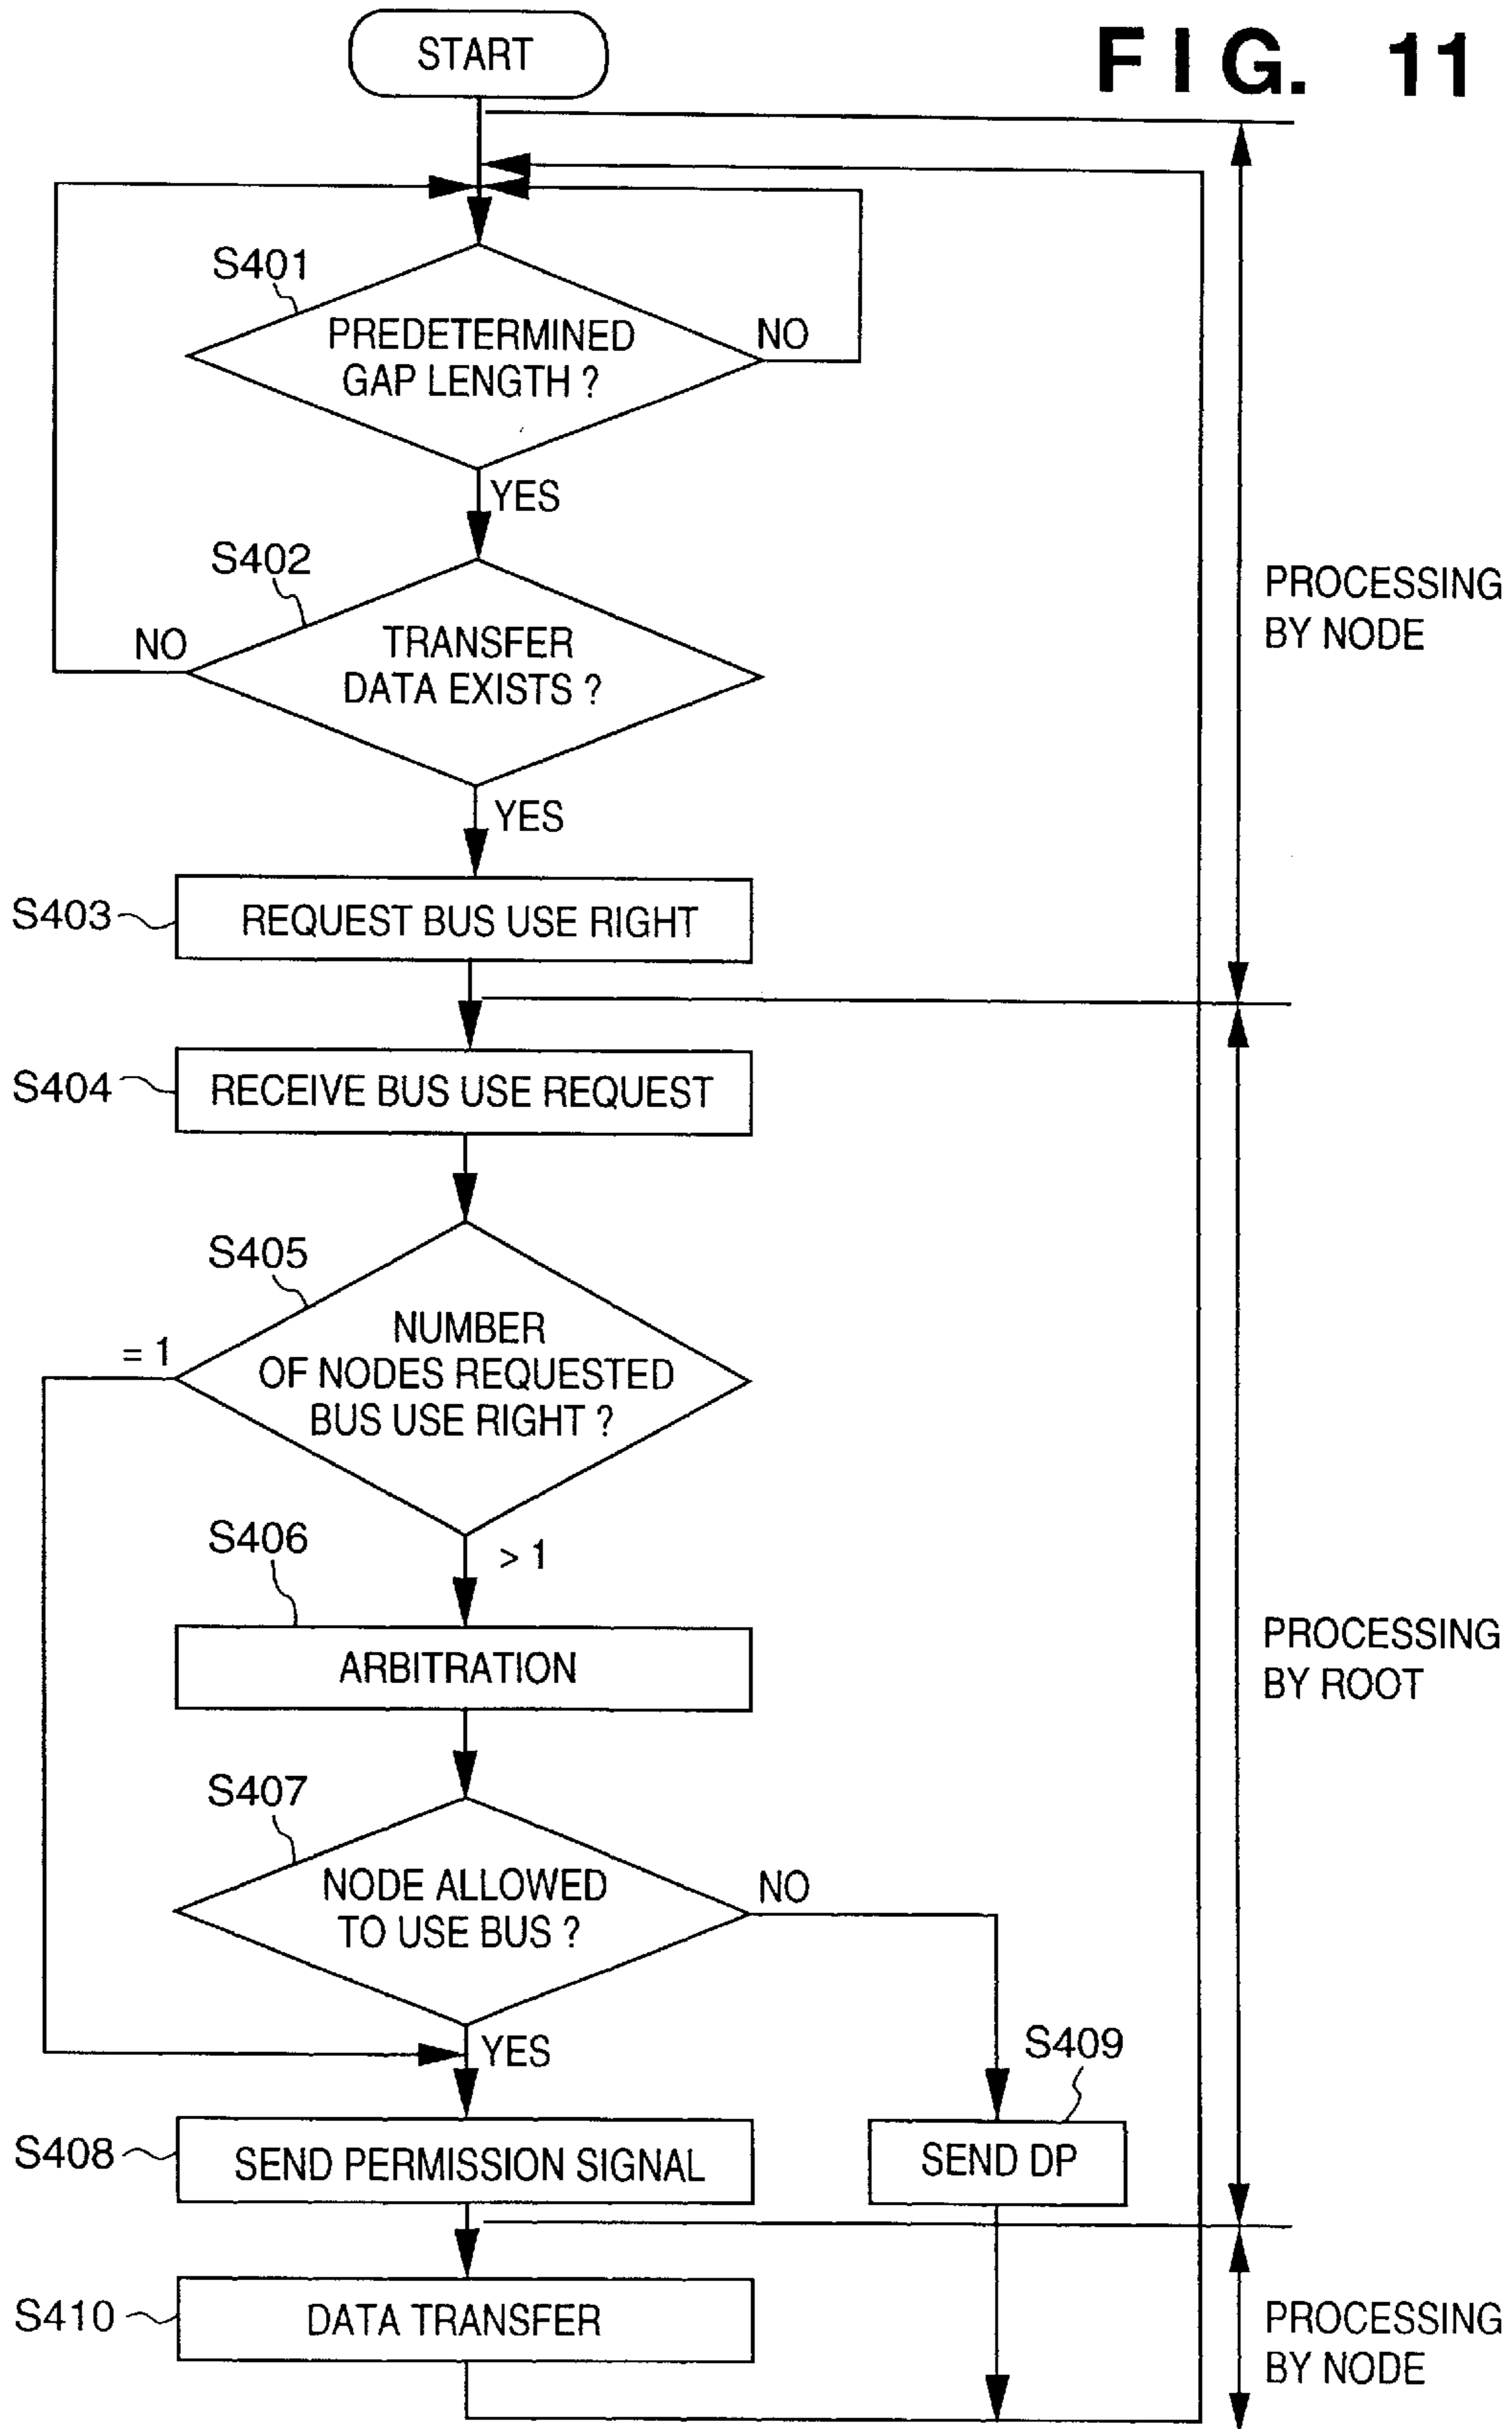 FIG. 11
START
S401
PREDETERMINED
GAP LENGTH ?
NO
YES
S402
TRANSFER
DATA EXISTS ?
NO
YES
PROCESSING
BY NODE
S403
REQUEST BUS USE RIGHT
S404
RECEIVE BUS USE REQUEST
S405
NUMBER
OF NODES REQUESTED
BUS USE RIGHT ?
= 1
> 1
S406
ARBITRATION
PROCESSING
BY ROOT
S407
NODE ALLOWED
TO USE BUS ?
NO
YES
S409
SEND DP
S408
SEND PERMISSION SIGNAL
S410
DATA TRANSFER
PROCESSING
BY NODE